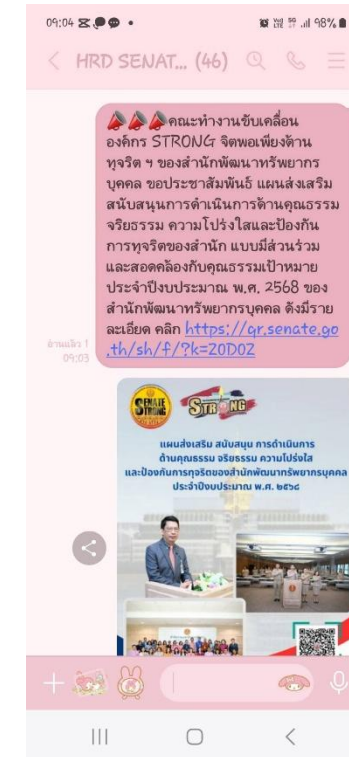 09:04
98%
HRD SENAT... (46)
คณะทำงานขับเคลื่อน
องค์กร STRONG จิตพอเพียงต้าน
ทุจริต ฯ ของสำนักพัฒนาทรัพยากร
บุคคล ขอประชาสัมพันธ์ แผนส่งเสริม
สนับสนุนการดำเนินการด้านคุณธรรม
จริยธรรม ความโปร่งใสและป้องกัน
การทุจริตของสำนัก แบบมีส่วนร่วม
และสอดคล้องกับคุณธรรมเป้าหมาย
ประจำปีงบประมาณ พ.ศ. 2568 ของ
สำนักพัฒนาทรัพยากรบุคคล ดังมีราย
ละเอียด คลิก https://qr.senate.go
.th/sh/f/?k=Z0D0Z
อ่านแล้ว 1
09:03
SENATE
STRONG
STRONG
แผนส่งเสริม สนับสนุน การดำเนินการ
ด้านคุณธรรม จริยธรรม ความโปร่งใส
และป้องกันการทุจริตของสำนักพัฒนาทรัพยากรบุคคล
ประจำปีงบประมาณ พ.ศ. ๒๕๖๘